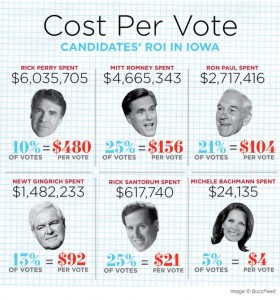 Cost Per Vote
CANDIDATES' ROI IN IOWA
RICK PERRY SPENT
$6,035,705
10% = $480
OF VOTES PER VOTE
MITT ROMNEY SPENT
$4,665,343
25% = $156
OF VOTES PER VOTE
RON PAUL SPENT
$2,717,416
21% = $104
OF VOTES PER VOTE
NEWT GINGRICH SPENT
$1,482,233
13% = $92
OF VOTES PER VOTE
RICK SANTORUM SPENT
$617,740
25% = $21
OF VOTES PER VOTE
MICHELE BACHMANN SPENT
$24,135
5% = $4
OF VOTES PER VOTE
Image © BuzzFeed